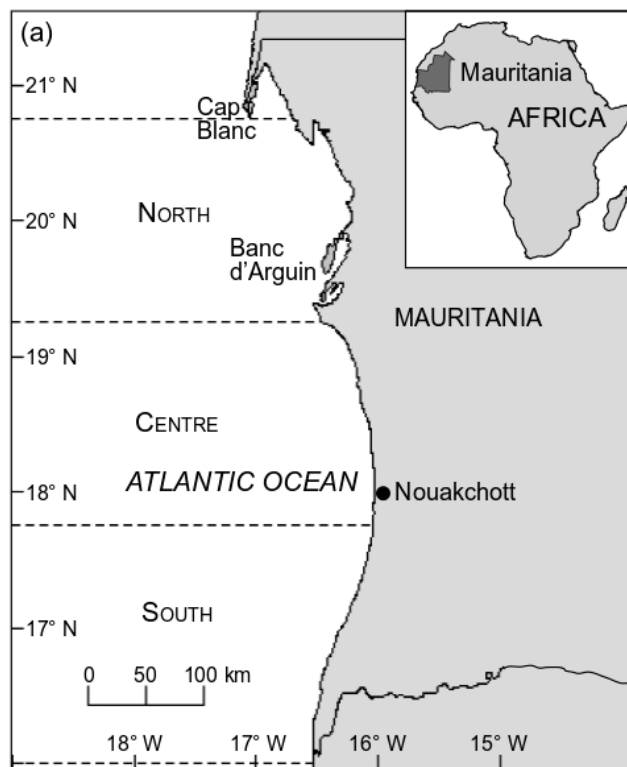 (a)
Mauritania
AFRICA
21° N
Cap
Blanc
NORTH
20° N
Banc
d'Arguin
MAURITANIA
19° N
CENTRE
ATLANTIC OCEAN
18° N
Nouakchott
SOUTH
17° N
0 50 100 km
18° W 17° W 16° W 15° W